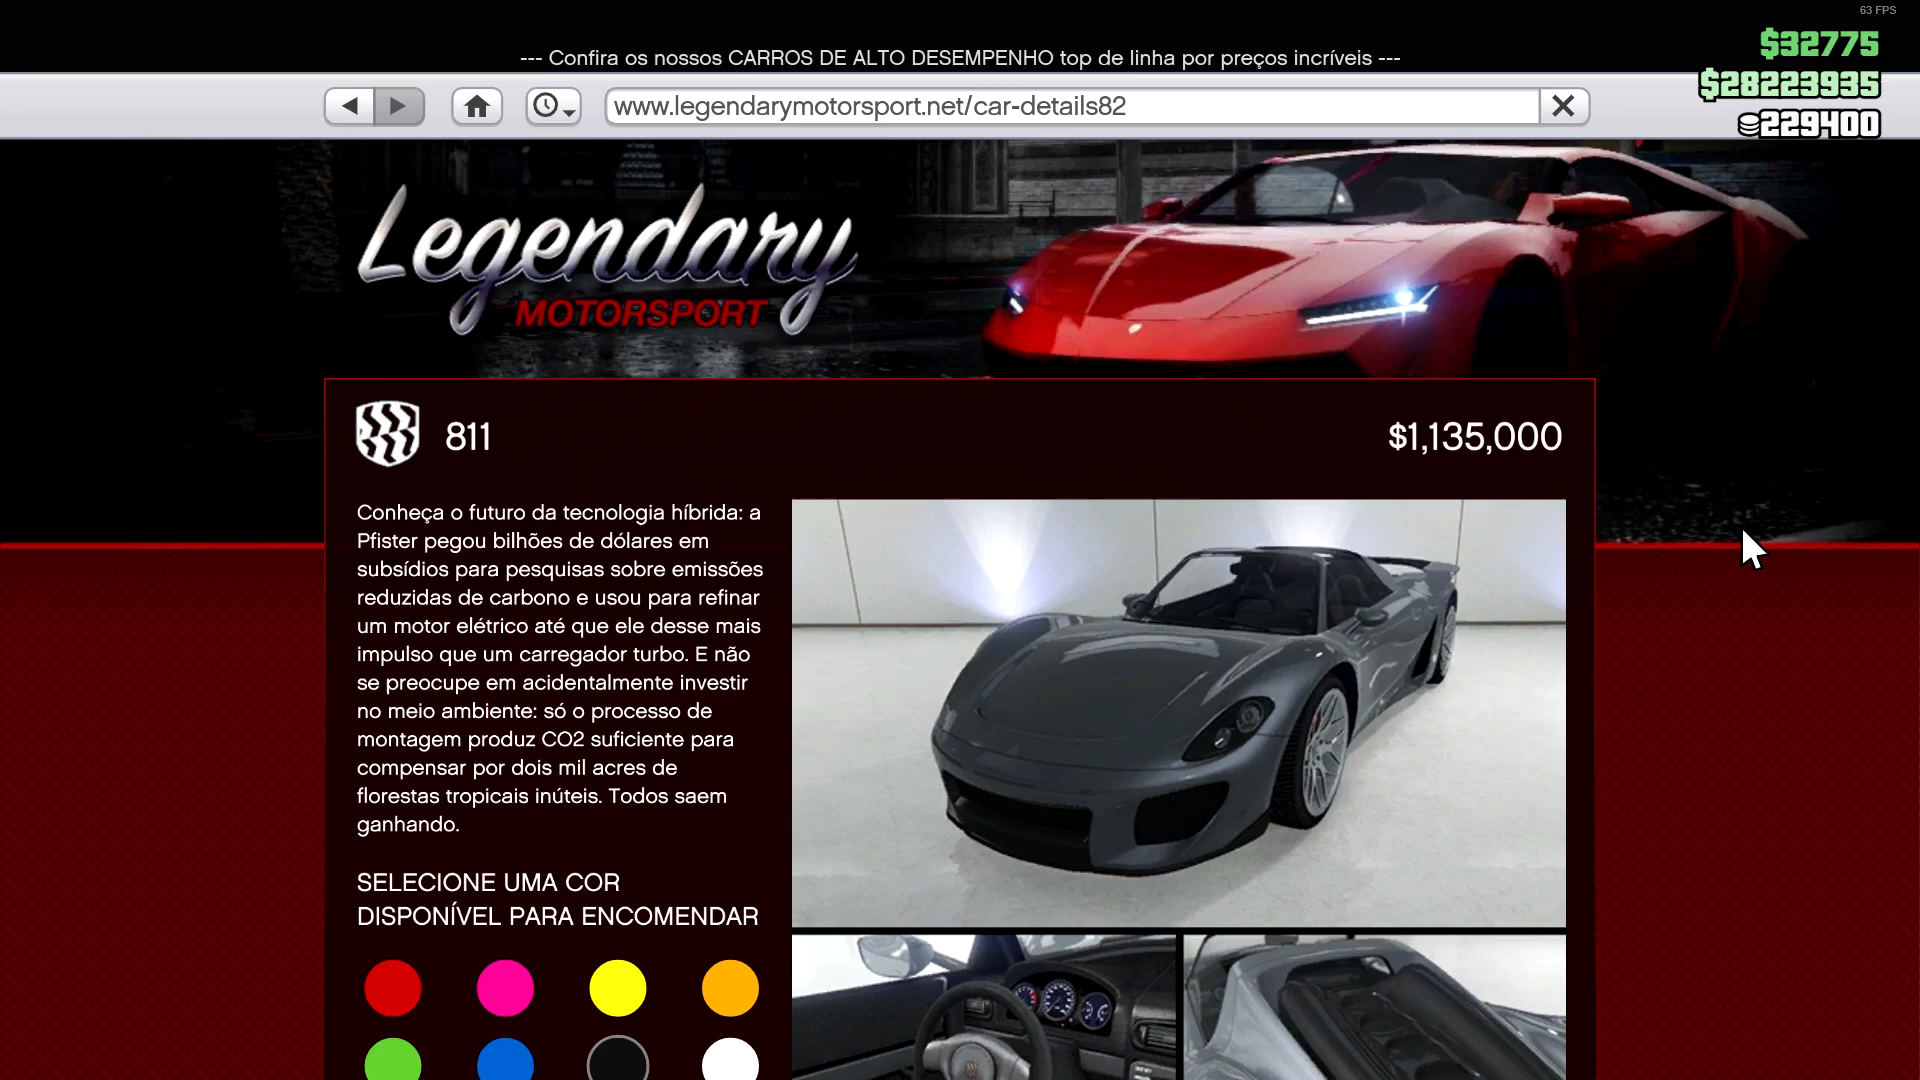 63 FPS
$32775
--- Confira os nossos CARROS DE ALTO DESEMPENHO top de linha por preços incríveis ---
$28223935
www.legendarymotorsport.net/car-details82
229400
Legendary
MOTORSPORT
811
$1,135,000
Conheça o futuro da tecnologia híbrida: a
Pfister pegou bilhões de dólares em
subsídios para pesquisas sobre emissões
reduzidas de carbono e usou para refinar
um motor elétrico até que ele desse mais
impulso que um carregador turbo. E não
se preocupe em acidentalmente investir
no meio ambiente: só o processo de
montagem produz CO2 suficiente para
compensar por dois mil acres de
florestas tropicais inúteis. Todos saem
ganhando.
SELECIONE UMA COR
DISPONÍVEL PARA ENCOMENDAR